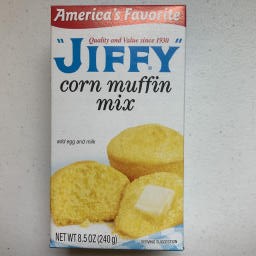 America's Favorite
Quality and Value since 1930
"JIFFY"
corn muffin
mix
add egg and milk
NET WT 8.5 OZ (240g)
SERVING SUGGESTION